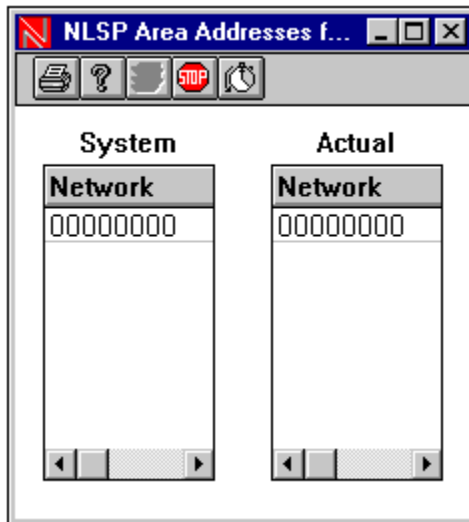 NLSP Area Addresses f...
STOP
System Actual
Network Network
00000000 00000000